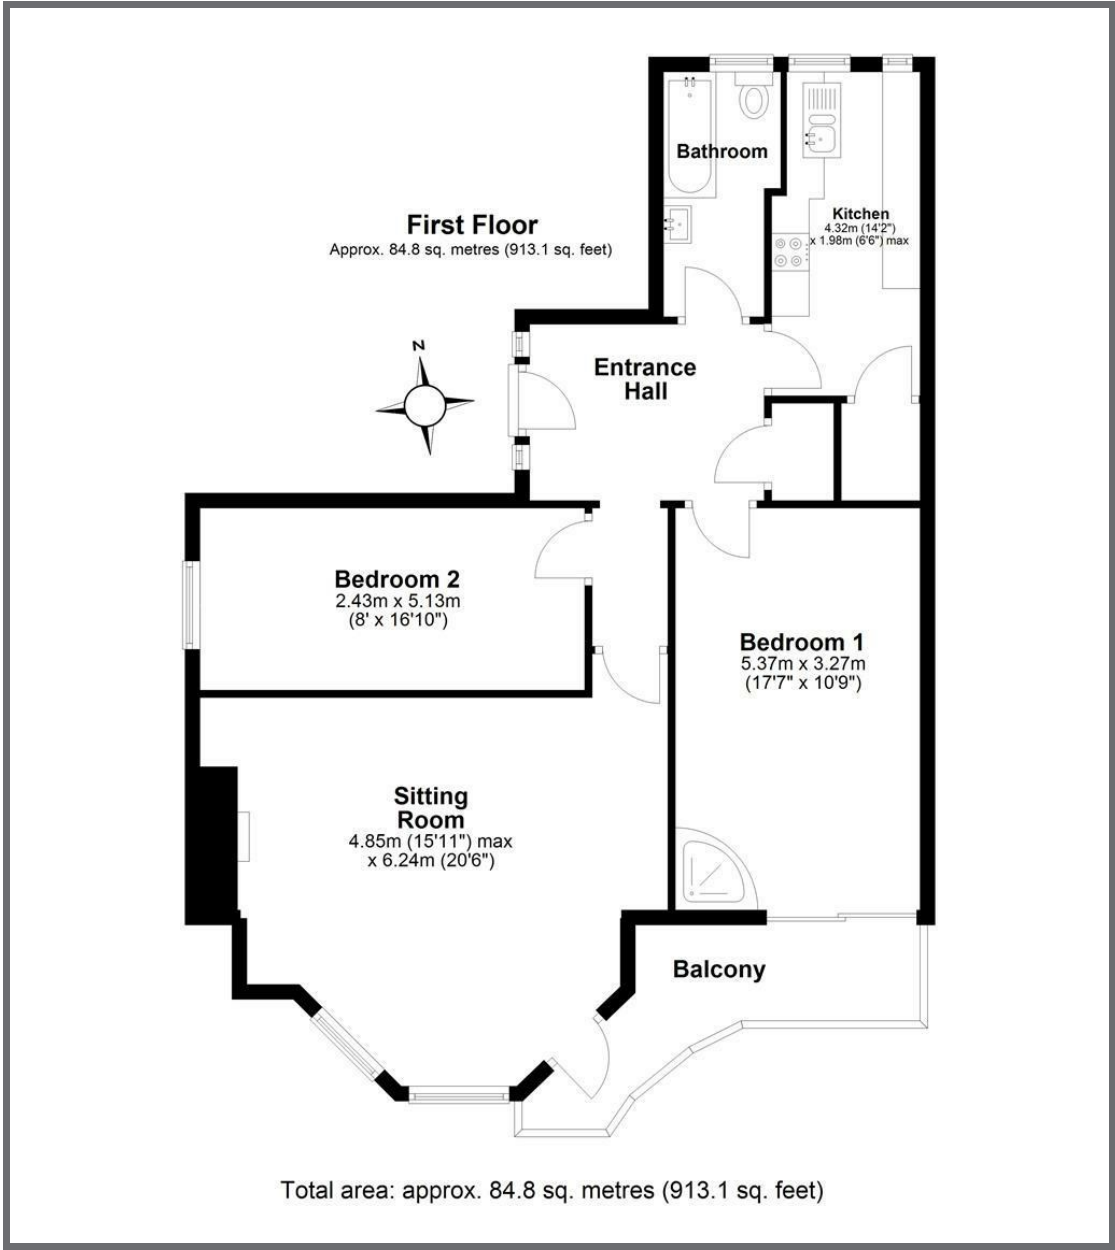 Bathroom
First Floor
Approx. 84.8 sq. metres (913.1 sq. feet)
Kitchen
4.32m (14'2")
x 1.98m (6'6") max
N
Entrance
Hall
Bedroom 2
2.43m x 5.13m
(8' x 16'10")
Bedroom 1
5.37m x 3.27m
(17'7" x 10'9")
Sitting
Room
4.85m (15'11") max
x 6.24m (20'6")
Balcony
Total area: approx. 84.8 sq. metres (913.1 sq. feet)